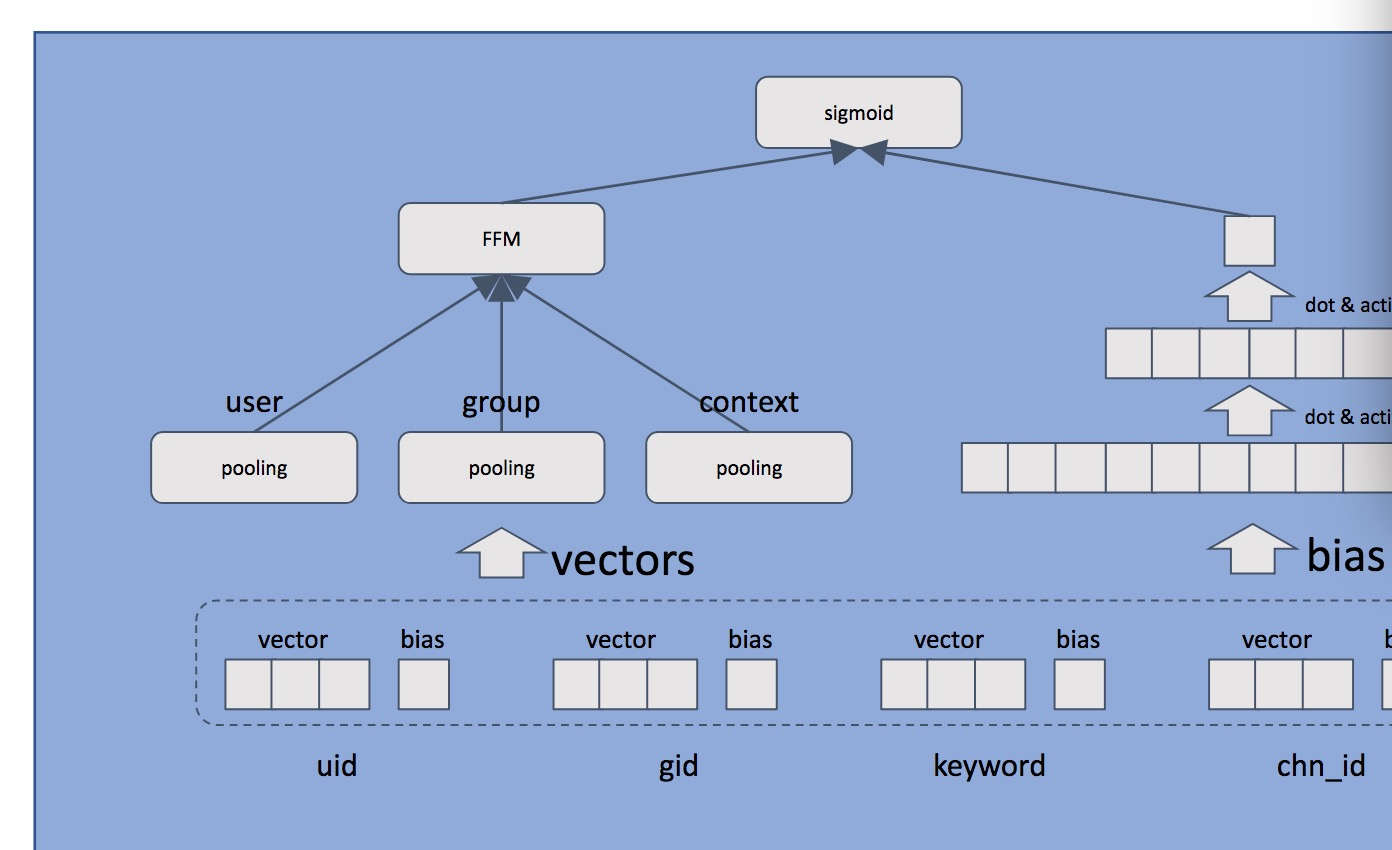 sigmoid
FFM
dot & acti
user group context
dot & acti
pooling pooling pooling
vectors bias
vector bias vector bias vector bias vector
uid gid keyword chn_id